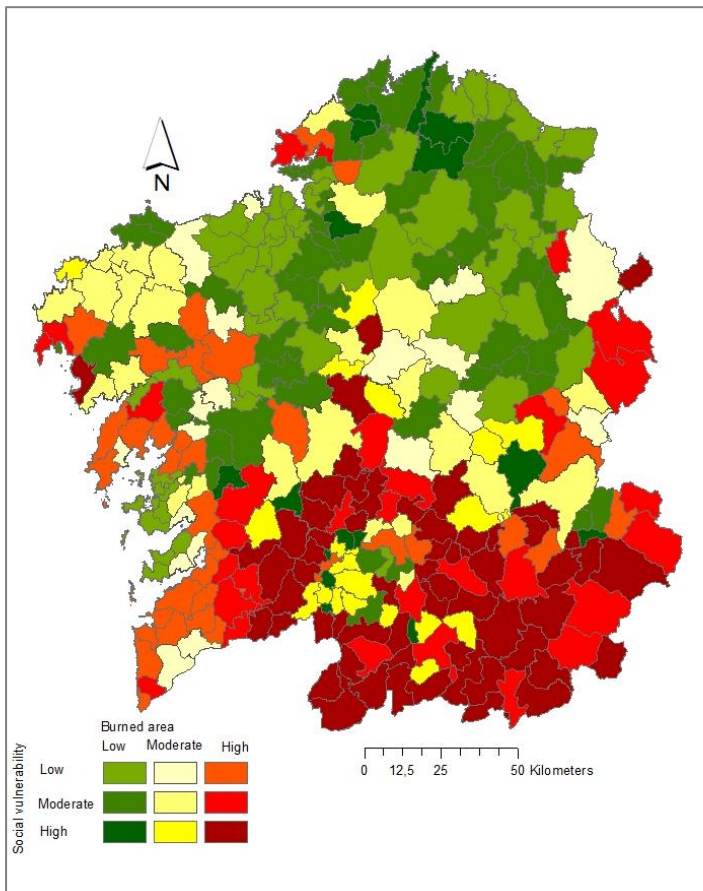 N
Burned area
Low Moderate High
Social vulnerability
Low
Moderate
High
0 12,5 25 50 Kilometers